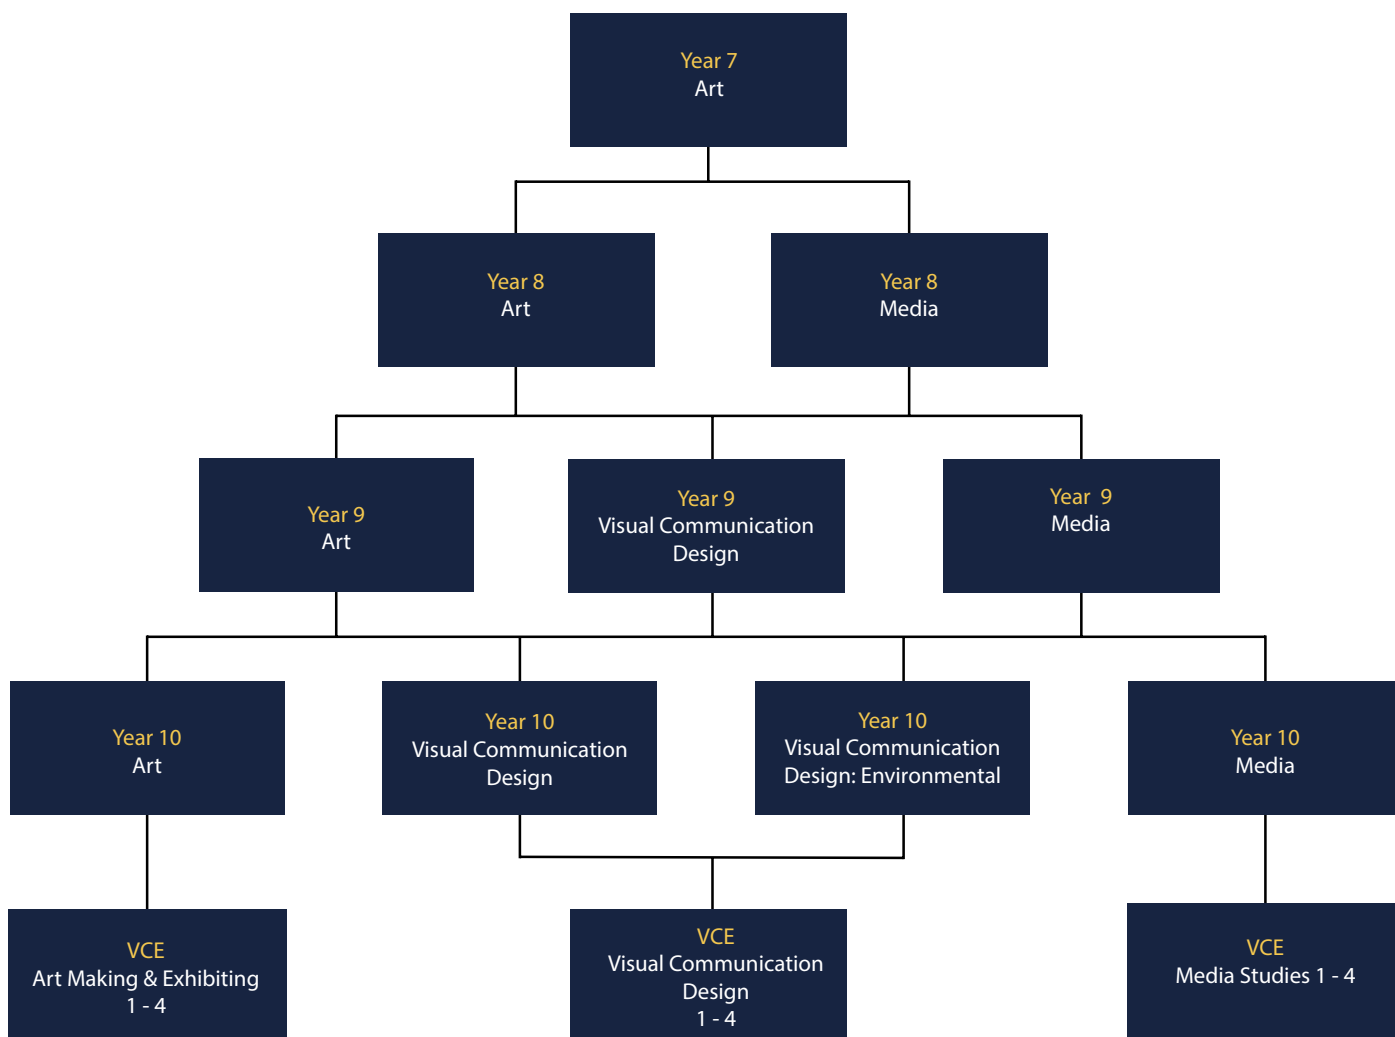 Year 7
Art
Year 8
Art
Year 8
Media
Year 9
Art
Year 9
Visual Communication
Design
Year  9
Media
Year 10
Art
Year 10
Visual Communication
Design
Year 10
Visual Communication
Design: Environmental
Year 10
Media
VCE
Art Making & Exhibiting
1 - 4
VCE
Visual Communication
Design
1 - 4
VCE
Media Studies 1 - 4